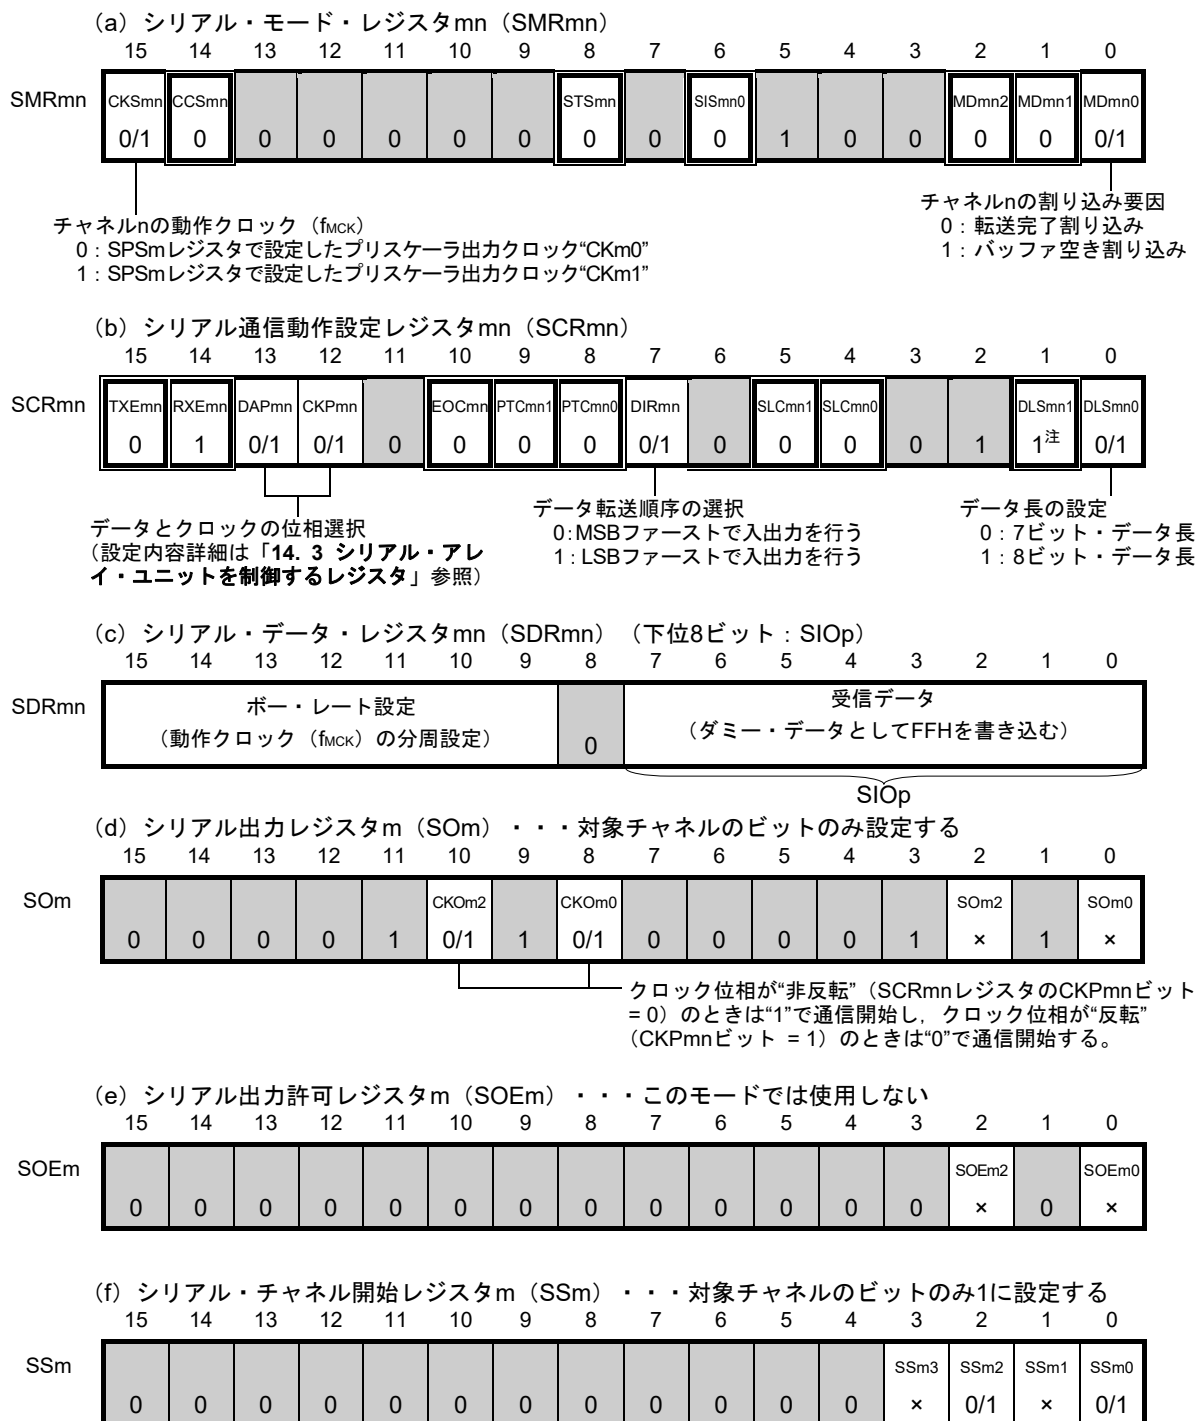 (a) シリアル・モード・レジスタmn(SMRmn)
15 14 13 12 11 10 9 8 7 6 5 4 3 2 1 0
SMRmn CKSmn CCSmn STSmn SISmn0 MDmn2 MDmn1 MDmn0
0/1 0 0 0 0 0 0 0 0 0 1 0 0 0 0 0/1
チャネルnの動作クロック(fMCK)
0:SPSmレジスタで設定したプリスケーラ出力クロック“CKm0”
1:SPSmレジスタで設定したプリスケーラ出力クロック“CKm1”
チャネルnの割り込み要因
0:転送完了割り込み
1:バッファ空き割り込み
(b) シリアル通信動作設定レジスタmn(SCRmn)
15 14 13 12 11 10 9 8 7 6 5 4 3 2 1 0
SCRmn TXEmn RXEmn DAPmn CKPmn EOCmn PTCmn1 PTCmn0 DIRmn SLCmn1 SLCmn0 DLSmn1 DLSmn0
0 1 0/1 0/1 0 0 0 0 0/1 0 0 0 0 1 1注 0/1
データとクロックの位相選択
(設定内容詳細は「14. 3 シリアル・アレ
イ・ユニットを制御するレジスタ」参照)
データ転送順序の選択
0:MSBファーストで入出力を行う
1:LSBファーストで入出力を行う
データ長の設定
0:7ビット・データ長
1:8ビット・データ長
(c) シリアル・データ・レジスタmn(SDRmn) (下位8ビット:SIOp)
15 14 13 12 11 10 9 8 7 6 5 4 3 2 1 0
SDRmn ボー・レート設定
(動作クロック(fMCK)の分周設定)
0
受信データ
(ダミー・データとしてFFHを書き込む)
SIOp
(d) シリアル出力レジスタm(SOm) ・・・対象チャネルのビットのみ設定する
15 14 13 12 11 10 9 8 7 6 5 4 3 2 1 0
SOm CKOm2 CKOm0 SOm2 SOm0
0 0 0 0 1 0/1 1 0/1 0 0 0 0 1 × 1 ×
クロック位相が“非反転”(SCRmnレジスタのCKPmnビット
= 0)のときは“1”で通信開始し,クロック位相が“反転”
(CKPmnビット = 1)のときは“0”で通信開始する。
(e) シリアル出力許可レジスタm(SOEm) ・・・このモードでは使用しない
15 14 13 12 11 10 9 8 7 6 5 4 3 2 1 0
SOEm SOEm2 SOEm0
0 0 0 0 0 0 0 0 0 0 0 0 0 × 0 ×
(f) シリアル・チャネル開始レジスタm(SSm) ・・・対象チャネルのビットのみ1に設定する
15 14 13 12 11 10 9 8 7 6 5 4 3 2 1 0
SSm SSm3 SSm2 SSm1 SSm0
0 0 0 0 0 0 0 0 0 0 0 0 × 0/1 × 0/1